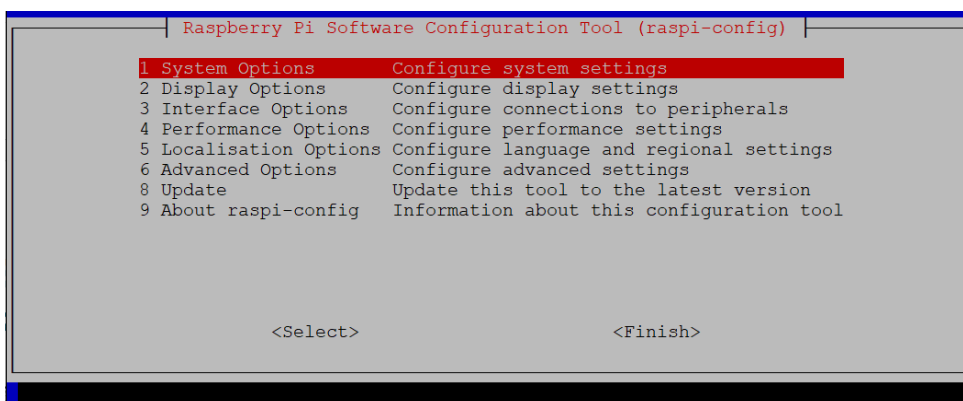 Raspberry Pi Software Configuration Tool (raspi-config)
1 System Options Configure system settings
2 Display Options Configure display settings
3 Interface Options Configure connections to peripherals
4 Performance Options Configure performance settings
5 Localisation Options Configure language and regional settings
6 Advanced Options Configure advanced settings
8 Update Update this tool to the latest version
9 About raspi-config Information about this configuration tool
<Select> <Finish>